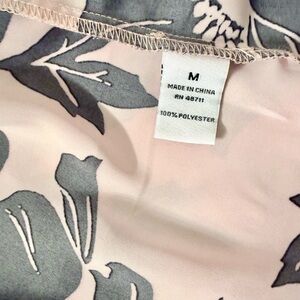 M
MADE IN CHINA
RN 48711
100% POLYESTER